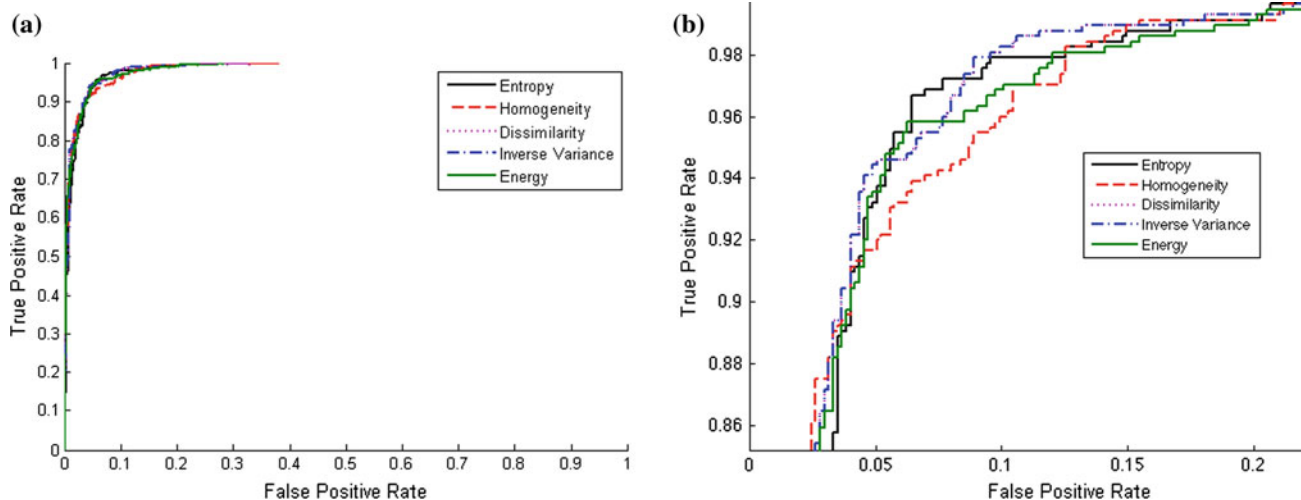 (a)
1
0.9
0.8
0.7
0.6
0.5
0.4
0.3
0.2
0.1
0
True Positive Rate
0 0.1 0.2 0.3 0.4 0.5 0.6 0.7 0.8 0.9 1
False Positive Rate
Entropy
Homogeneity
Dissimilarity
Inverse Variance
Energy
(b)
0.98
0.96
0.94
0.92
0.9
0.88
0.86
True Positive Rate
0 0.05 0.1 0.15 0.2
False Positive Rate
Entropy
Homogeneity
Dissimilarity
Inverse Variance
Energy